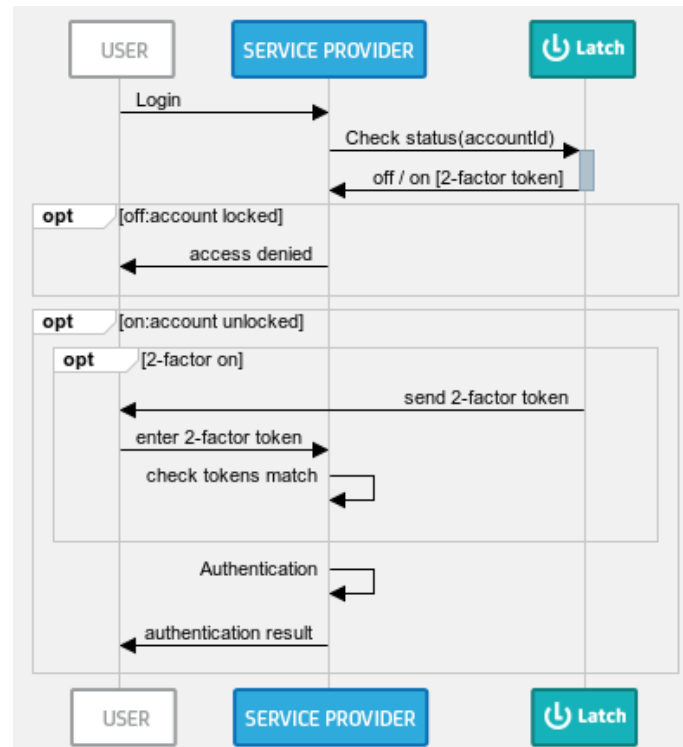 USER
SERVICE PROVIDER
Latch
Login
Check status(accountId)
off / on [2-factor token]
opt [off:account locked]
access denied
opt [on:account unlocked]
opt [2-factor on]
send 2-factor token
enter 2-factor token
check tokens match
Authentication
authentication result
USER
SERVICE PROVIDER
Latch